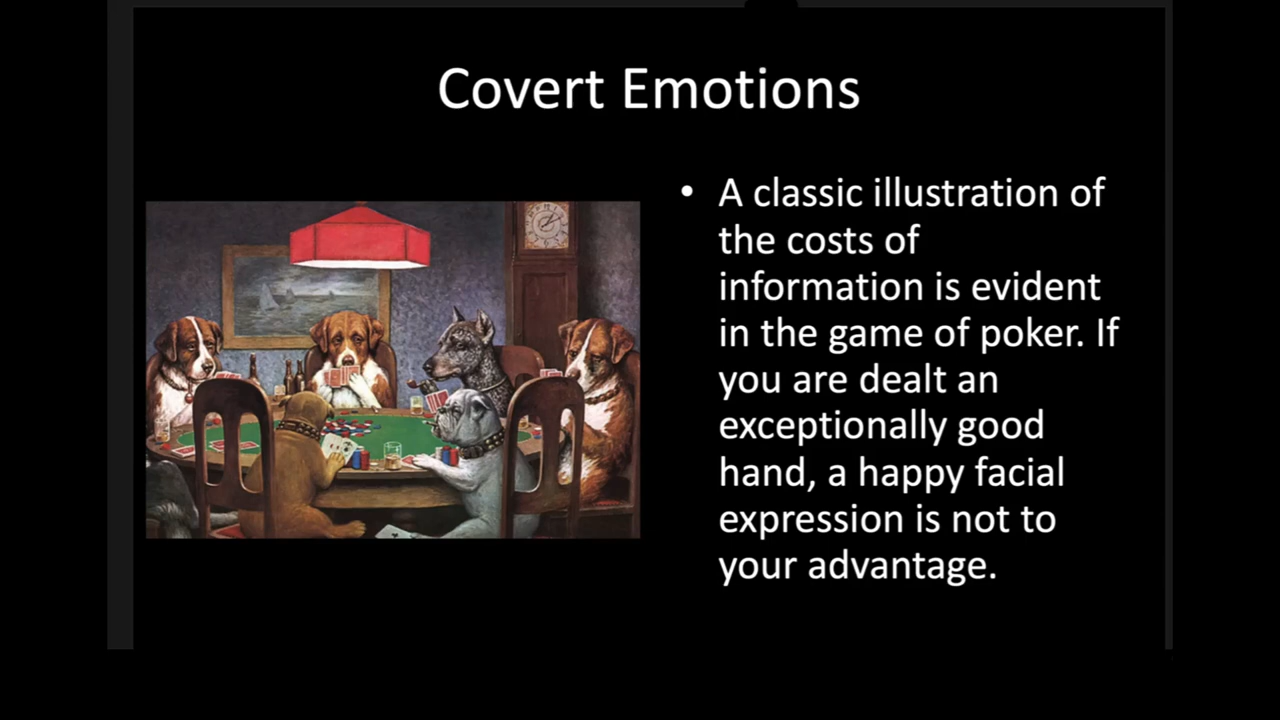 Covert Emotions
• A classic illustration of
the costs of
information is evident
in the game of poker. If
you are dealt an
exceptionally good
hand, a happy facial
expression is not to
your advantage.